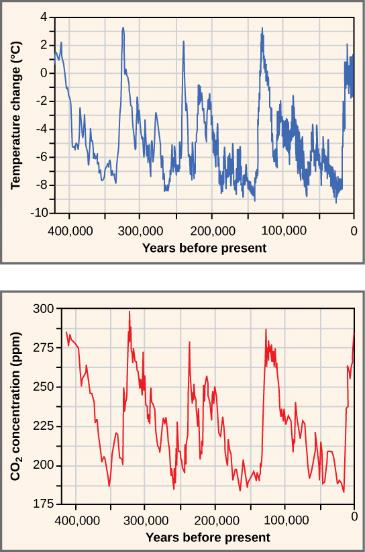 Temperature change (°C)
4
2
0
-2
-4
-6
-8
-10
400,000 300,000 200,000 100,000 0
Years before present
CO2 concentration (ppm)
300
275
250
225
200
175
400,000 300,000 200,000 100,000 0
Years before present